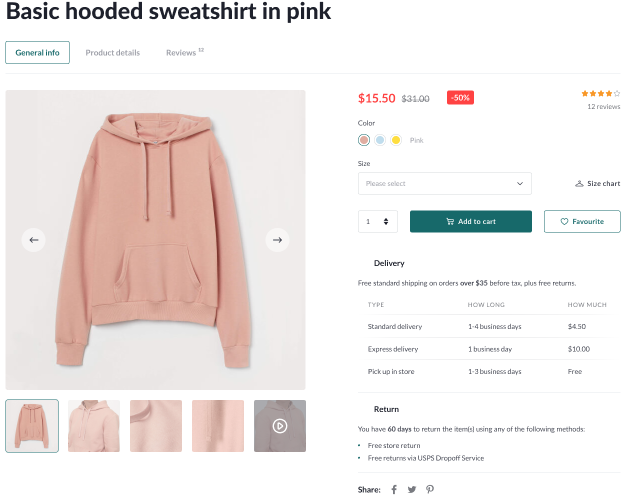 Basic hooded sweatshirt in pink
General info
Product details
Reviews 12
$15.50 $31.00 -50%
12 reviews
Color
Pink
Size
Please select
Size chart
1
Add to cart
Favourite
Delivery
Free standard shipping on orders over $35 before tax, plus free returns.
TYPE HOW LONG HOW MUCH
Standard delivery 1-4 business days $4.50
Express delivery 1 business day $10.00
Pick up in store 1-3 business days Free
Return
You have 60 days to return the item(s) using any of the following methods:
• Free store return
• Free returns via USPS Dropoff Service
Share: